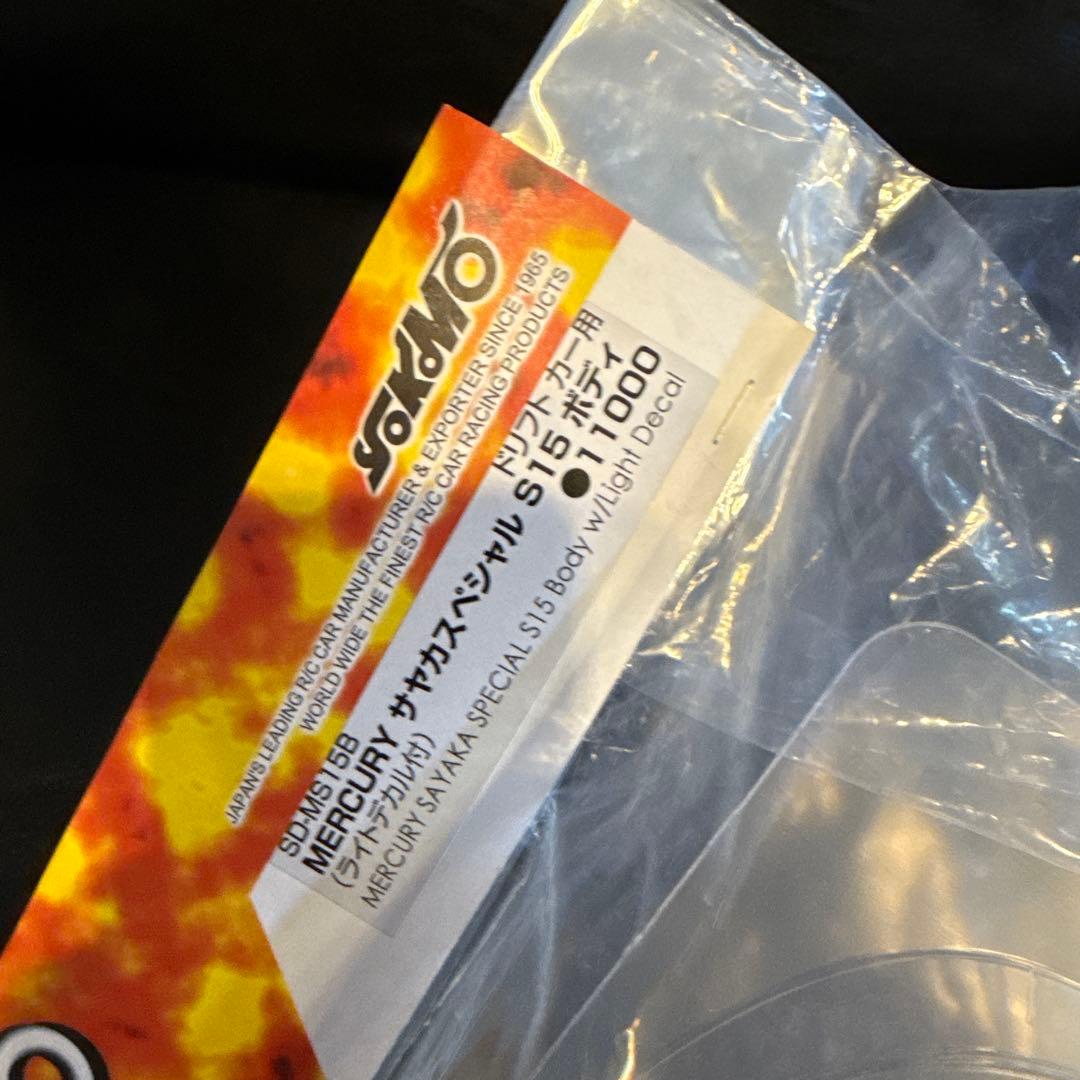 YOKOMO
JAPAN'S LEADING R/C CAR MANUFACTURER & EXPORTER SINCE 1965
WORLD WIDE THE FINEST R/C CAR RACING PRODUCTS
SD-MS15B ドリフトカー用
MERCURY サヤカスペシャル S15 ボディ
(ライトデカル付) ●11000
MERCURY SAYAKA SPECIAL S15 Body w/Light Decal